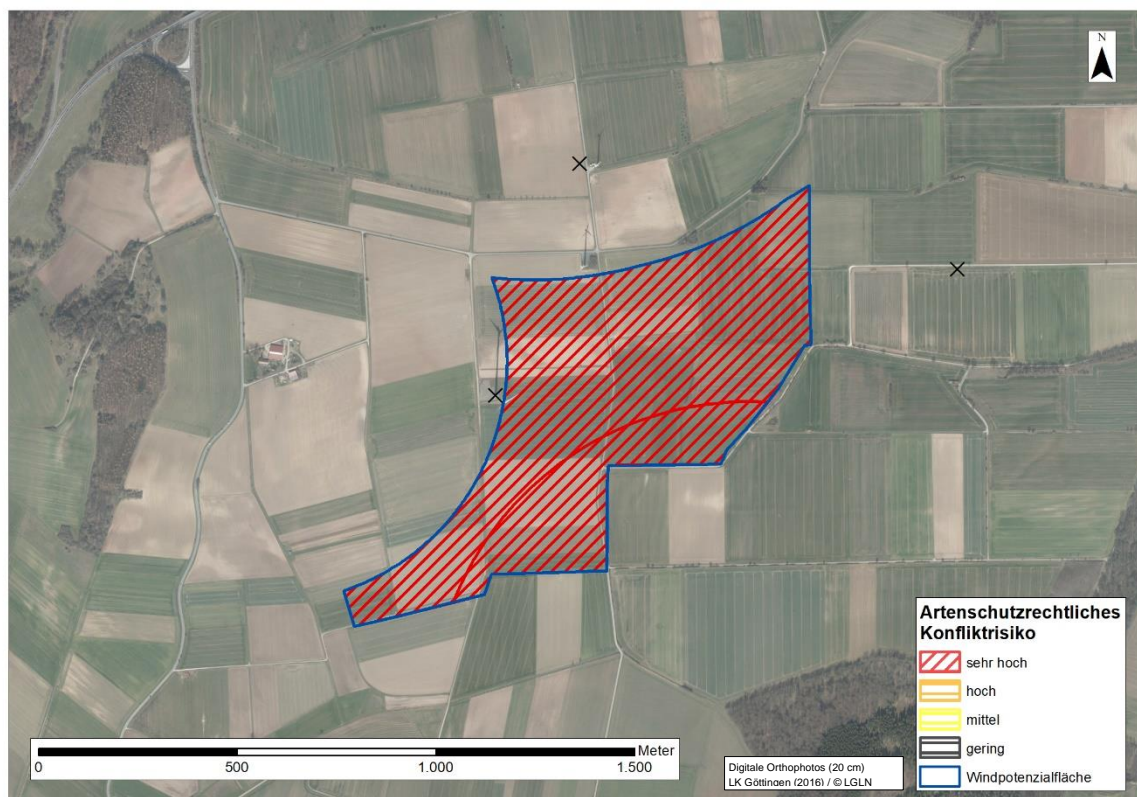 N
Artenschutzrechtliches
Konfliktrisiko
sehr hoch
hoch
mittel
gering
Windpotenzialfläche
Meter
0 500 1.000 1.500
Digitale Orthophotos (20 cm)
LK Göttingen (2016) / © LGLN